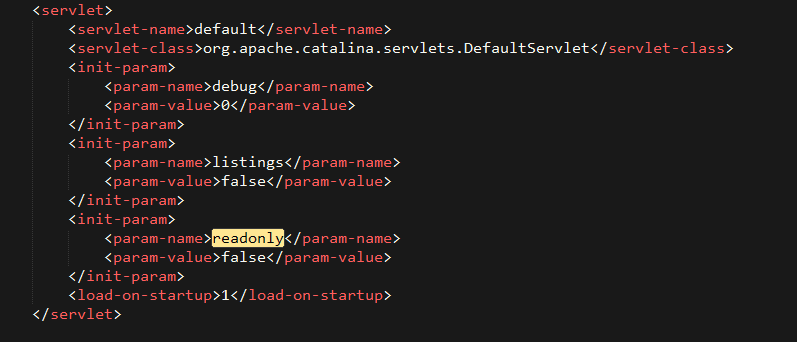 <servlet>
<servlet-name>default</servlet-name>
<servlet-class>org.apache.catalina.servlets.DefaultServlet</servlet-class>
<init-param>
<param-name>debug</param-name>
<param-value>0</param-value>
</init-param>
<init-param>
<param-name>listings</param-name>
<param-value>false</param-value>
</init-param>
<init-param>
<param-name>readonly</param-name>
<param-value>false</param-value>
</init-param>
<load-on-startup>1</load-on-startup>
</servlet>